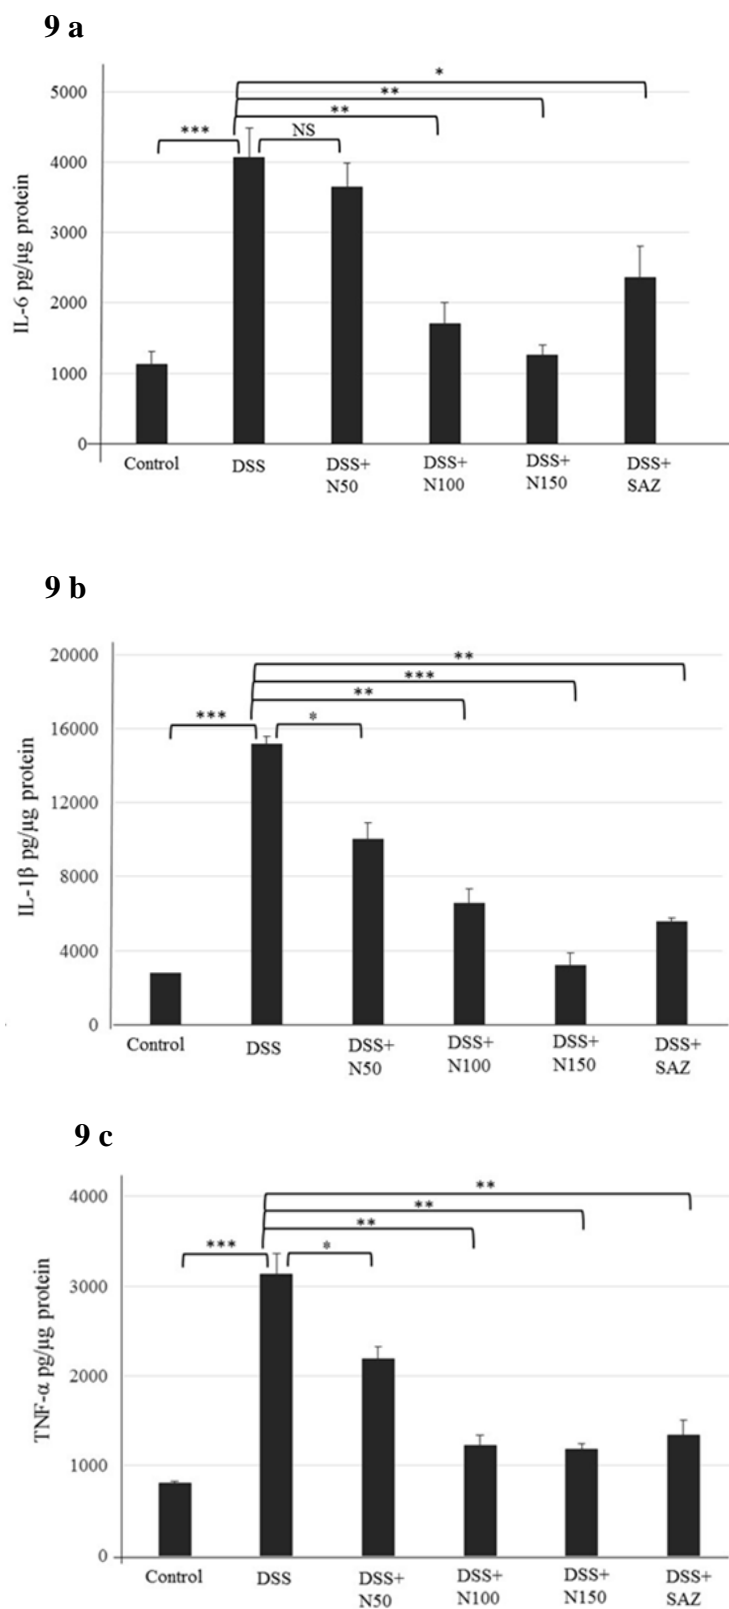 9 a
IL-6 pg/µg protein
5000
4000
3000
2000
1000
0
*
**
**
***
NS
Control
DSS
DSS+
N50
DSS+
N100
DSS+
N150
DSS+
SAZ
9 b
IL-1β pg/µg protein
20000
16000
12000
8000
4000
0
**
***
**
***
*
Control
DSS
DSS+
N50
DSS+
N100
DSS+
N150
DSS+
SAZ
9 c
TNF-α pg/µg protein
4000
3000
2000
1000
0
**
**
**
***
*
Control
DSS
DSS+
N50
DSS+
N100
DSS+
N150
DSS+
SAZ